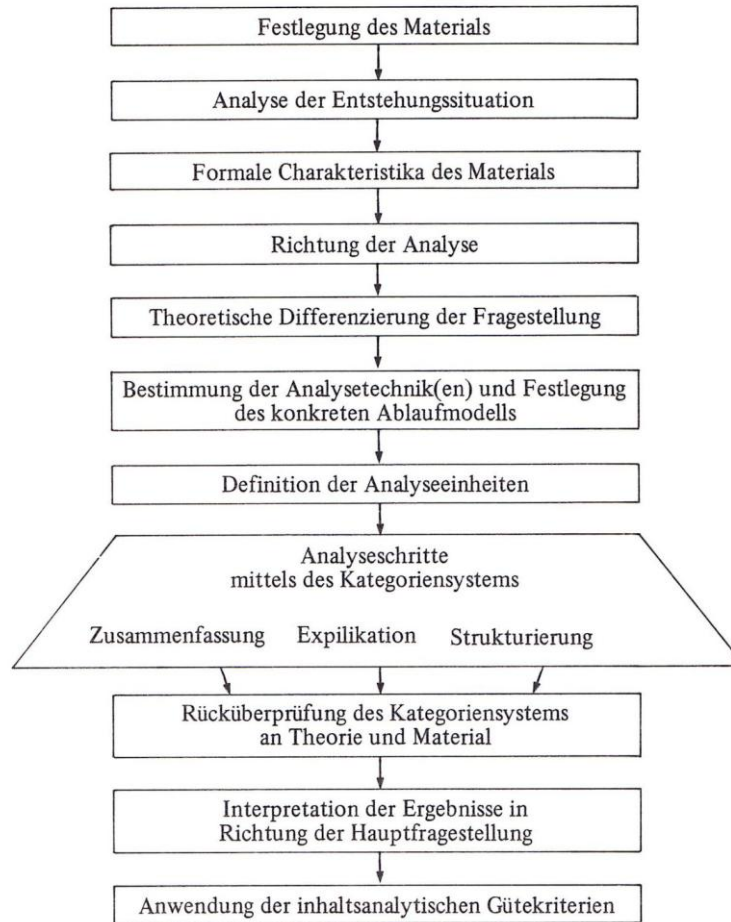 Festlegung des Materials
Analyse der Entstehungssituation
Formale Charakteristika des Materials
Richtung der Analyse
Theoretische Differenzierung der Fragestellung
Bestimmung der Analysetechnik(en) und Festlegung
des konkreten Ablaufmodells
Definition der Analyseeinheiten
Analyseschritte
mittels des Kategoriensystems
Zusammenfassung Expilikation Strukturierung
Rücküberprüfung des Kategoriensystems
an Theorie und Material
Interpretation der Ergebnisse in
Richtung der Hauptfragestellung
Anwendung der inhaltsanalytischen Gütekriterien